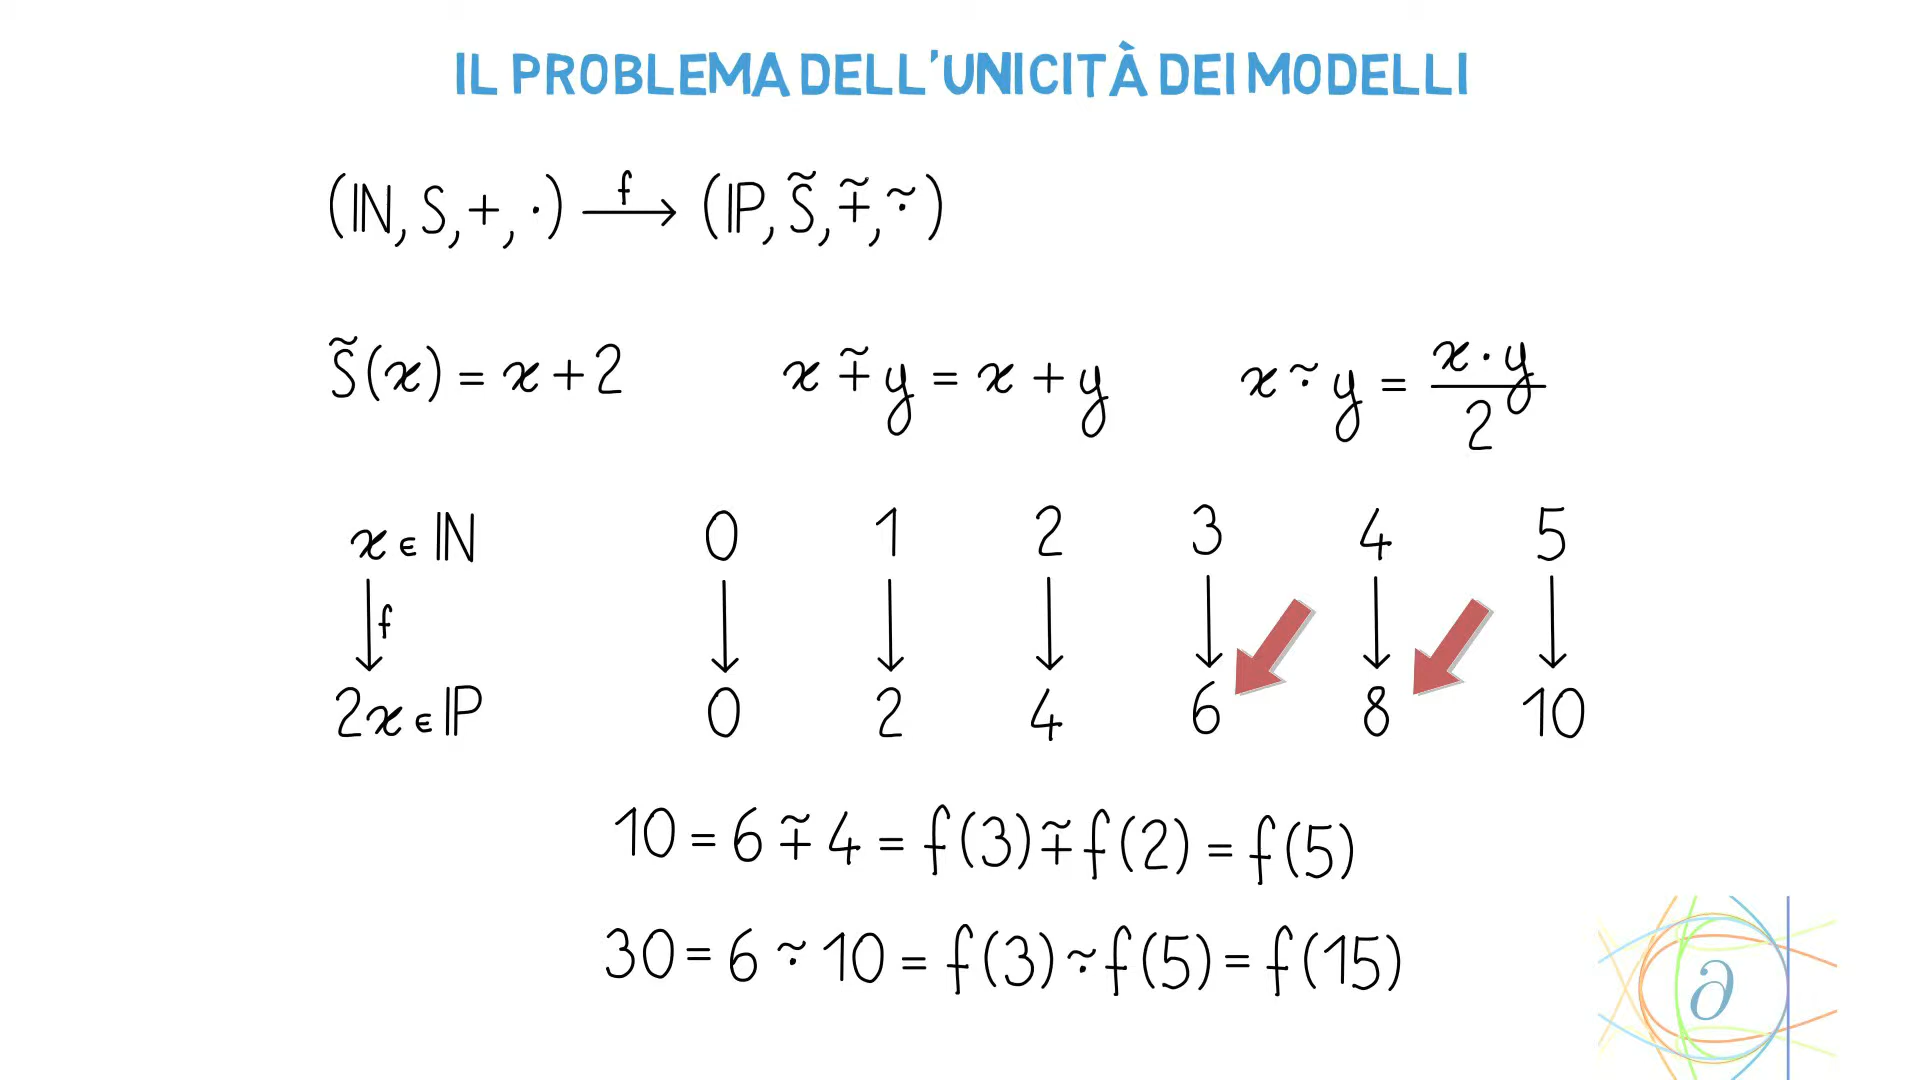 IL PROBLEMA DELL'UNICITÀ DEI MODELLI
(ℕ, S, +, ·) —f→ (ℙ, S̃, +̃, ·̃)
S̃(x) = x + 2    x +̃ y = x + y    x ·̃ y = x · y / 2
x ∈ ℕ 0 1 2 3 4 5
↓ f ↓ ↓ ↓ ↓ ↓ ↓
2x ∈ ℙ 0 2 4 6 8 10
10 = 6 +̃ 4 = f(3) +̃ f(2) = f(5)
30 = 6 ·̃ 10 = f(3) ·̃ f(5) = f(15)
∂